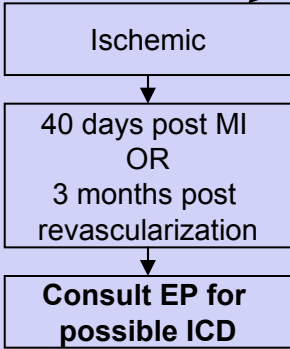 Ischemic
40 days post MI
OR
3 months post
revascularization
Consult EP for
possible ICD